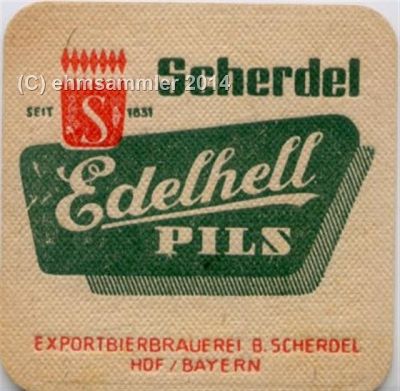 (C) ehmsammler 2014
Scherdel
SEIT S 1831
Edelhell
PILS
EXPORTBIERBRAUEREI B. SCHERDEL
HOF / BAYERN